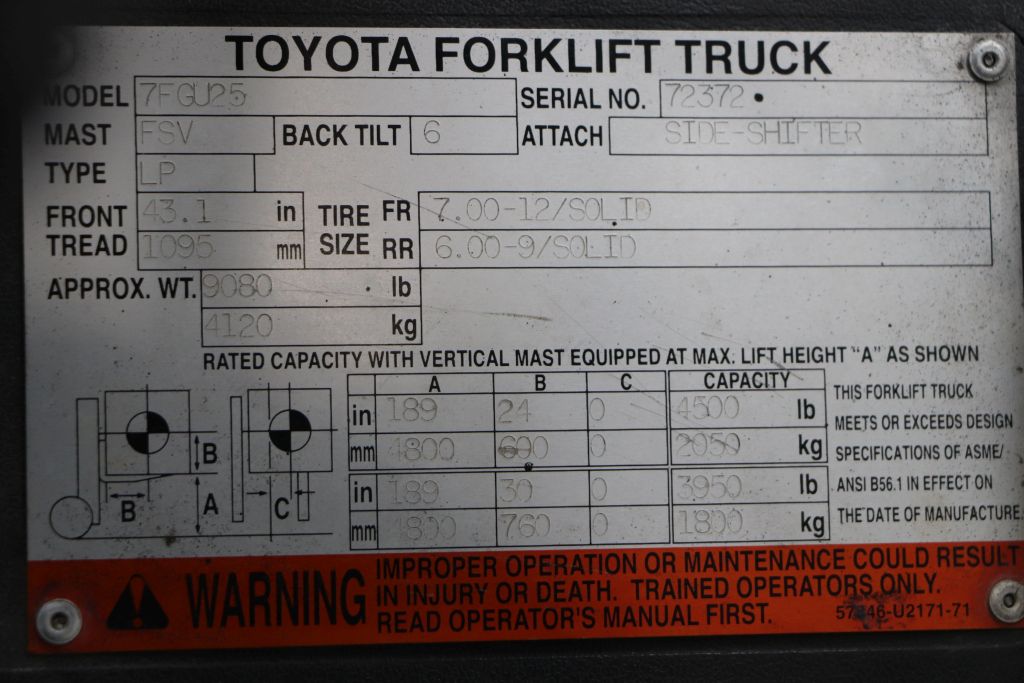 TOYOTA FORKLIFT TRUCK
MODEL 7FGU25 SERIAL NO. 72372
MAST FSV BACK TILT 6 ATTACH SIDE-SHIFTER
TYPE LP
FRONT 43.1 in TIRE FR 7.00-12/SOLID
TREAD 1095 mm SIZE RR 6.00-9/SOLID
APPROX. WT. 9080 lb
4120 kg
RATED CAPACITY WITH VERTICAL MAST EQUIPPED AT MAX. LIFT HEIGHT "A" AS SHOWN
A B C CAPACITY
in 189 24 0 4500 lb
mm 4800 600 0 2050 kg
in 189 30 0 3950 lb
mm 4800 760 0 1800 kg
B
B A C
THIS FORKLIFT TRUCK
MEETS OR EXCEEDS DESIGN
SPECIFICATIONS OF ASME/
ANSI B56.1 IN EFFECT ON
THE DATE OF MANUFACTURE.
WARNING
IMPROPER OPERATION OR MAINTENANCE COULD RESULT
IN INJURY OR DEATH. TRAINED OPERATORS ONLY.
READ OPERATOR'S MANUAL FIRST.
57346-U2171-71